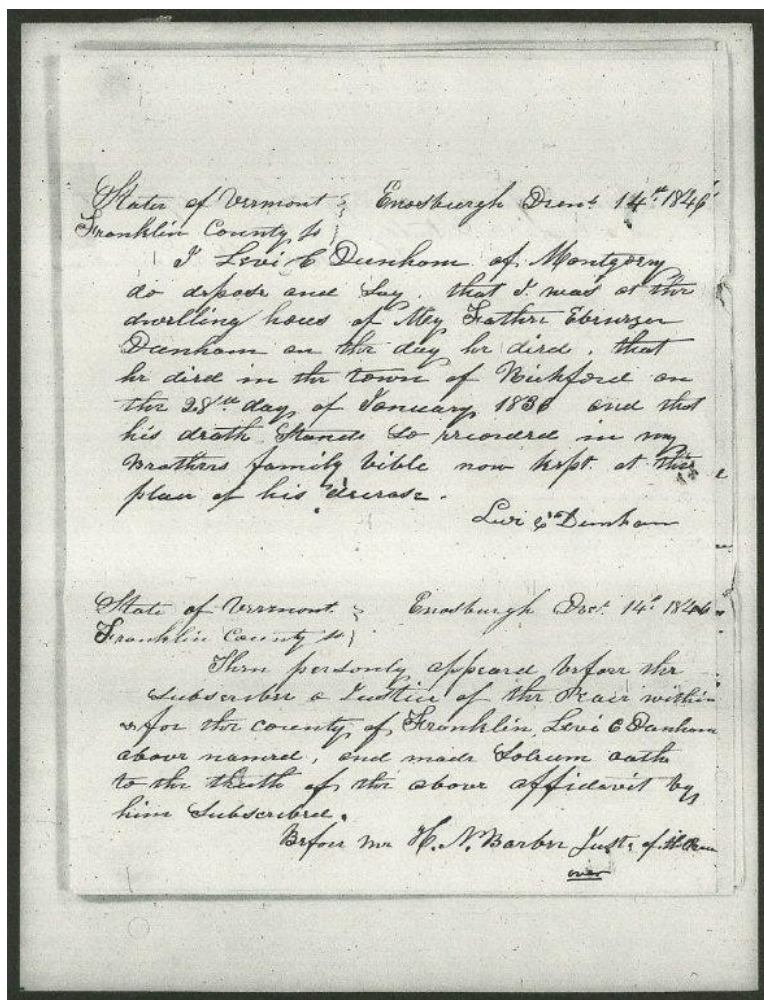 State of Vermont } Enosburgh Decm.r 14th 1846
Franklin County ss }
I Levi C Dunham of Montgomery
do depose and Say, that I was at the
dwelling hous of My Father Ebenezer
Dunham on the day he died, that
he died in the town of Richford on
the 28th day of January 1836 and that
his death Stands So recorded in my
Brothers family bible now kept at the
place of his decease.
Levi C Dunham
State of Vermont } Enosburgh Dect. 14th 1846
Franklin County ss }
Then personly appeared before the
Subscriber a Justice of the Peace within
& for the county of Franklin, Levi C Dunham
above named, and made Solemn oath
to the truth of the above affidavit by
him Subscribed.
Before me H. N. Barber Just. of the Peace
over